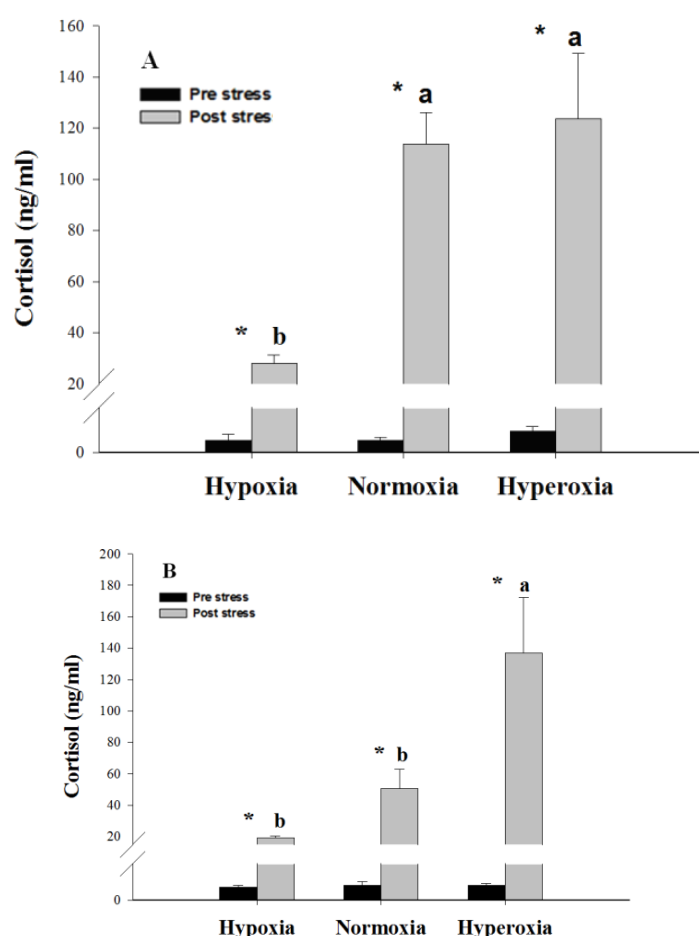 160
A
* a
Pre stress
* a
140
Post stres
120
100
Cortisol (ng/ml)
80
60
40
* b
20
0
Hypoxia Normoxia Hyperoxia
200
B
180
* a
Pre stress
160
Post stress
140
120
Cortisol (ng/ml)
100
80
* b
60
40
* b
20
0
Hypoxia Normoxia Hyperoxia